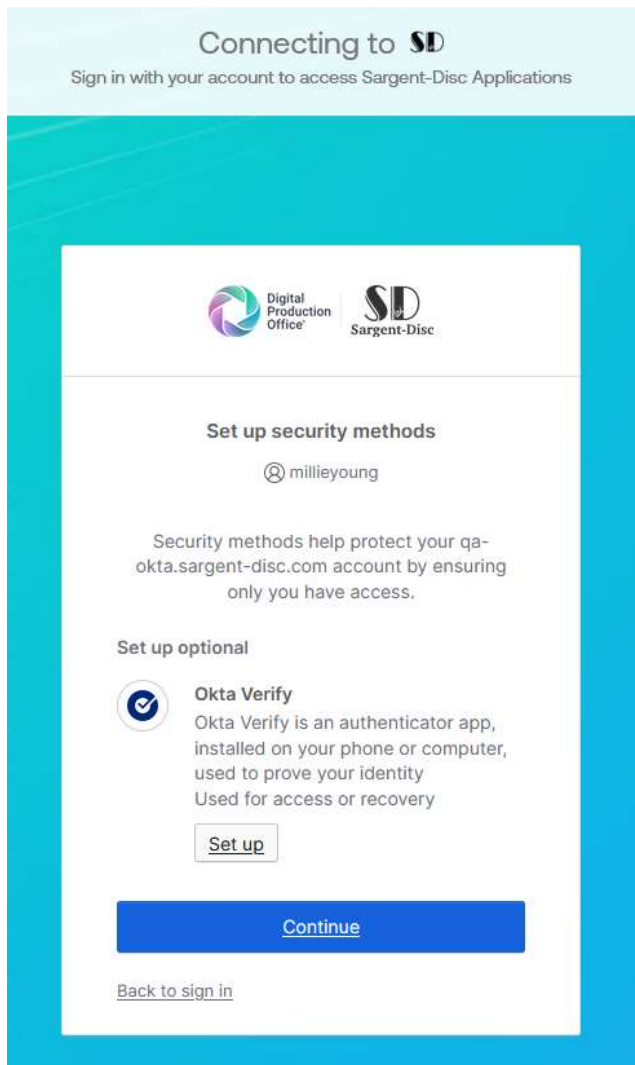 Connecting to SD
Sign in with your account to access Sargent-Disc Applications
Digital
Production
Office®
SD
Sargent-Disc
Set up security methods
millieyoung
Security methods help protect your qa-
okta.sargent-disc.com account by ensuring
only you have access.
Set up optional
Okta Verify
Okta Verify is an authenticator app,
installed on your phone or computer,
used to prove your identity
Used for access or recovery
Set up
Continue
Back to sign in